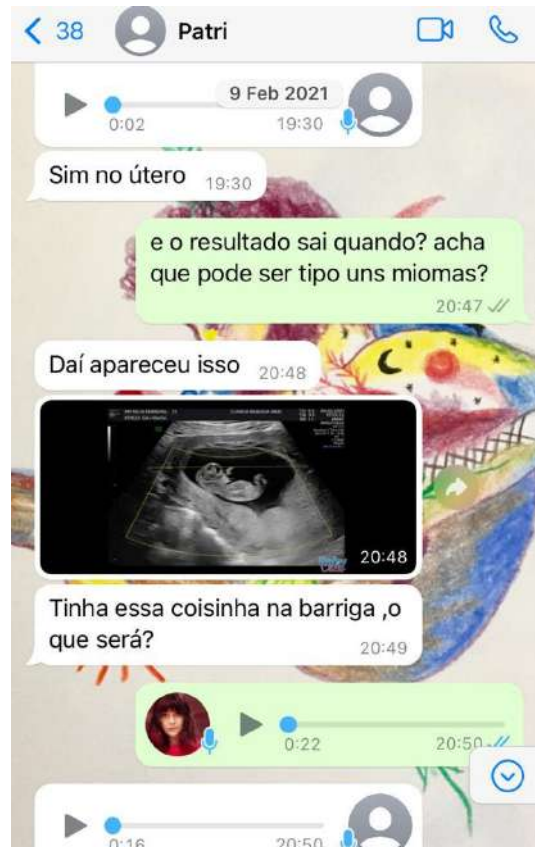 38
Patri
9 Feb 2021
0:02
19:30
Sim no útero
19:30
e o resultado sai quando? acha
que pode ser tipo uns miomas?
20:47
Daí apareceu isso
20:48
20:48
Tinha essa coisinha na barriga ,o
que será?
20:49
0:22
20:50
0:16
20:50